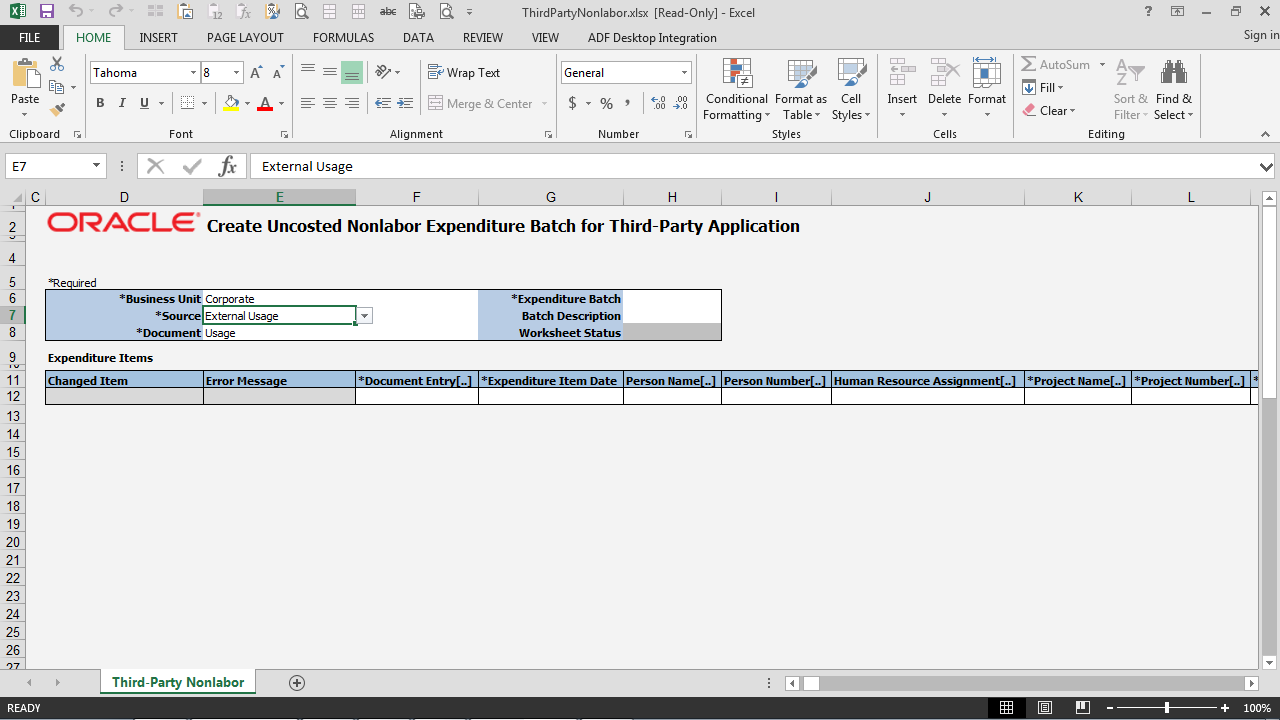 ThirdPartyNonlabor.xlsx [Read-Only] - Excel
FILE HOME INSERT PAGE LAYOUT FORMULAS DATA REVIEW VIEW ADF Desktop Integration Sign in
Paste
Clipboard
Tahoma 8
B I U A
Font
Wrap Text
Merge & Center
Alignment
General
$ % ,
Number
Conditional Formatting
Format as Table
Cell Styles
Styles
Insert Delete Format
Cells
AutoSum
Fill
Clear
Sort & Filter
Find & Select
Editing
E7 fx External Usage
C D E F G H I J K L
2 ORACLE Create Uncosted Nonlabor Expenditure Batch for Third-Party Application
4
5 *Required
6 *Business Unit Corporate *Expenditure Batch
7 *Source External Usage Batch Description
8 *Document Usage Worksheet Status
9 Expenditure Items
11 Changed Item Error Message *Document Entry[..] *Expenditure Item Date Person Name[..] Person Number[..] Human Resource Assignment[..] *Project Name[..] *Project Number[..] *
12
13
14
15
16
17
18
19
20
21
22
23
24
25
26
27
Third-Party Nonlabor
READY 100%